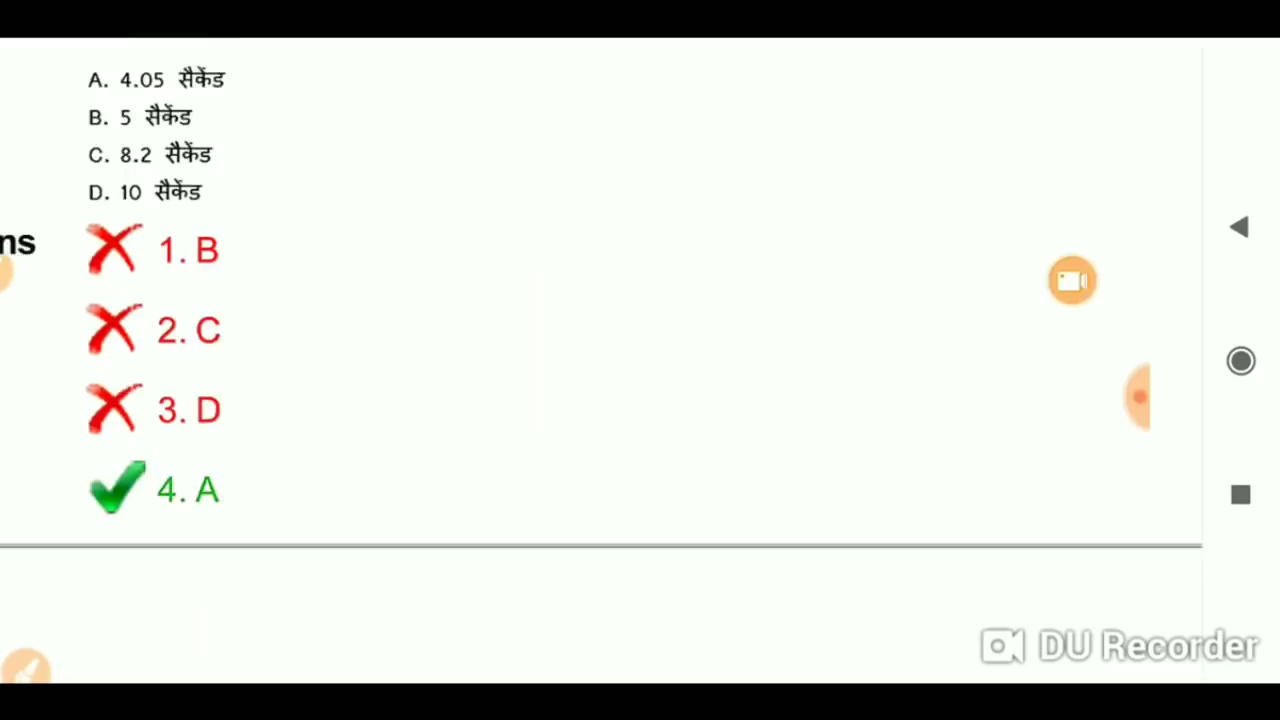 A. 4.05 सैकेंड
B. 5 सैकेंड
C. 8.2 सैकेंड
D. 10 सैकेंड
ns
1. B
2. C
3. D
4. A
DU Recorder